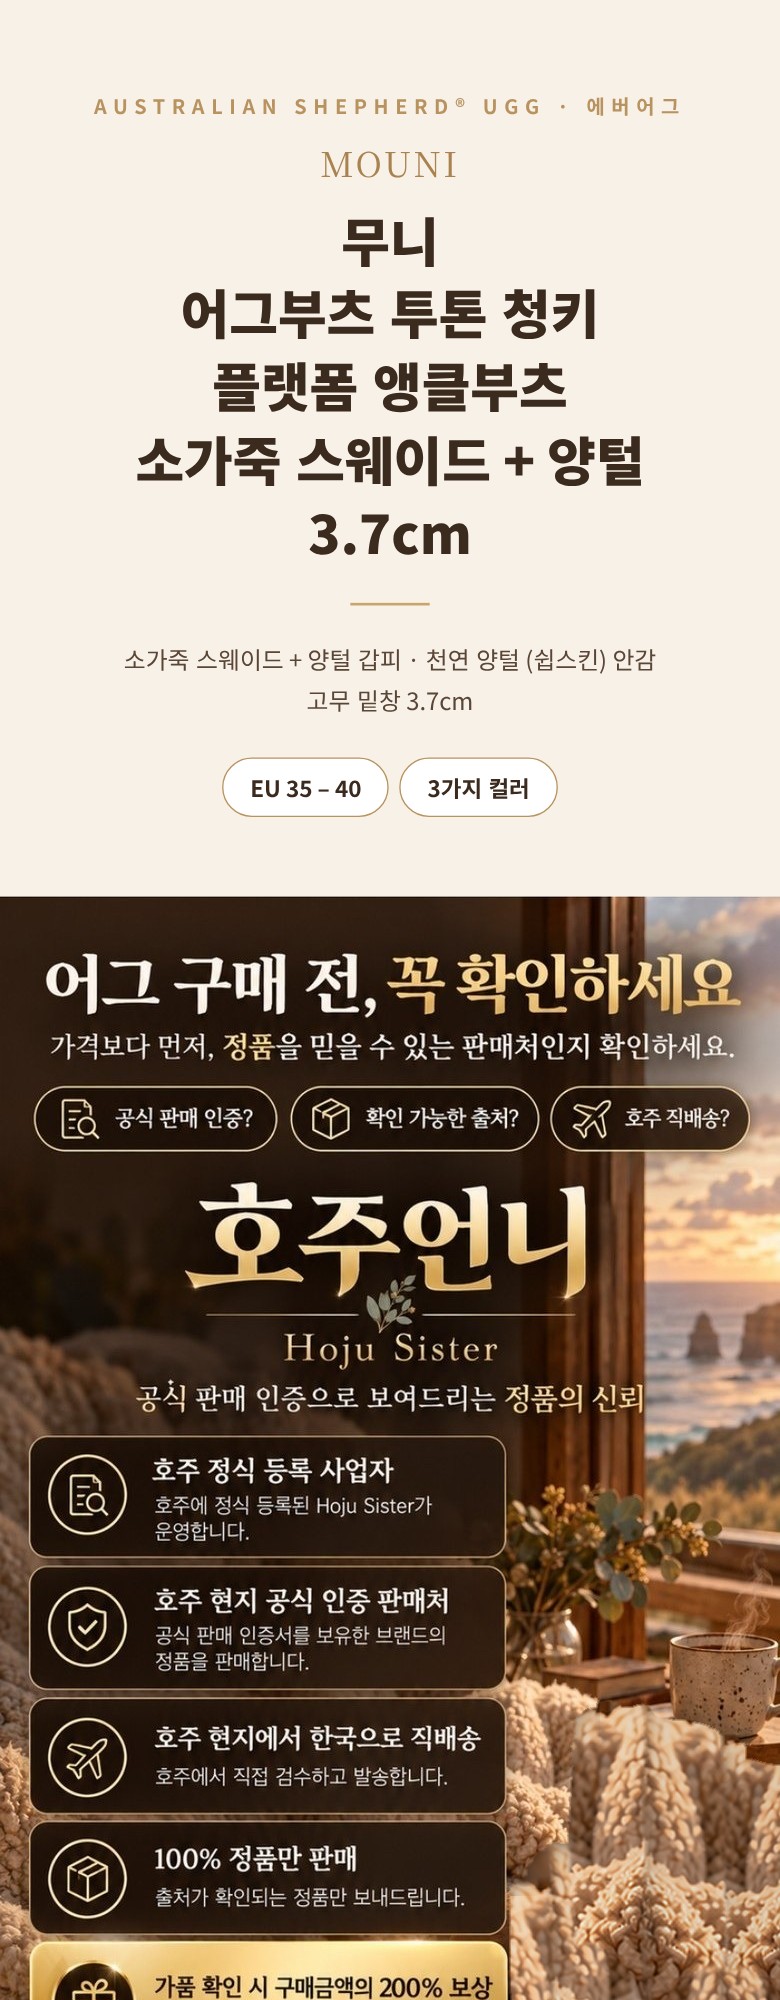 AUSTRALIAN SHEPHERD® UGG · 에버어그
MOUNI
무니
어그부츠 투톤 청키
플랫폼 앵클부츠
소가죽 스웨이드 + 양털
3.7cm
소가죽 스웨이드 + 양털 갑피 · 천연 양털 (쉽스킨) 안감
고무 밑창 3.7cm
EU 35 – 40
3가지 컬러
어그 구매 전, 꼭 확인하세요
가격보다 먼저, 정품을 믿을 수 있는 판매처인지 확인하세요.
공식 판매 인증?
확인 가능한 출처?
호주 직배송?
호주언니
Hoju Sister
공식 판매 인증으로 보여드리는 정품의 신뢰
호주 정식 등록 사업자
호주에 정식 등록된 Hoju Sister가
운영합니다.
호주 현지 공식 인증 판매처
공식 판매 인증서를 보유한 브랜드의
정품을 판매합니다.
호주 현지에서 한국으로 직배송
호주에서 직접 검수하고 발송합니다.
100% 정품만 판매
출처가 확인되는 정품만 보내드립니다.
가품 확인 시 구매금액의 200% 보상